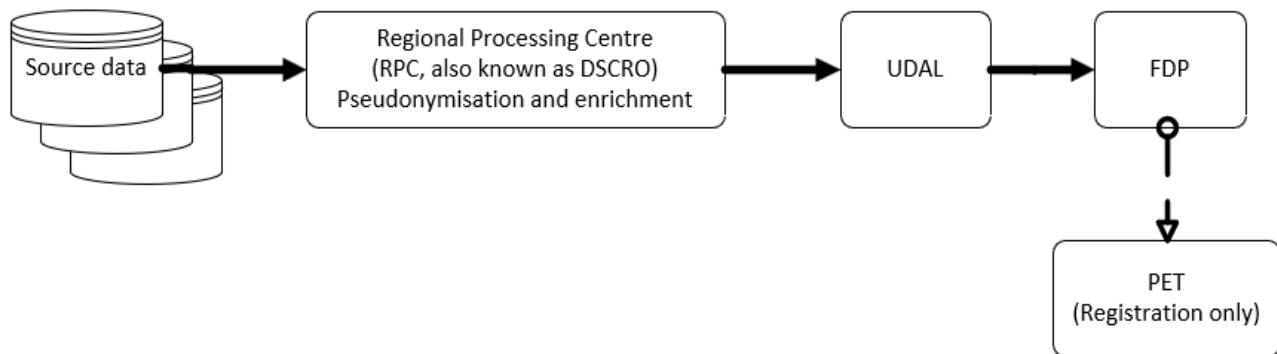 Source data
Regional Processing Centre
(RPC, also known as DSCRO)
Pseudonymisation and enrichment
UDAL
FDP
PET
(Registration only)